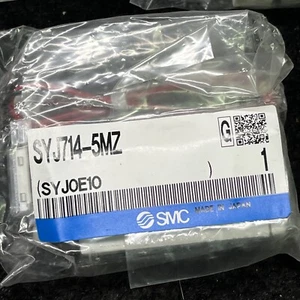 SYJ714-5MZ
G
(SYJOE10 ) 1
SMC MADE IN JAPAN